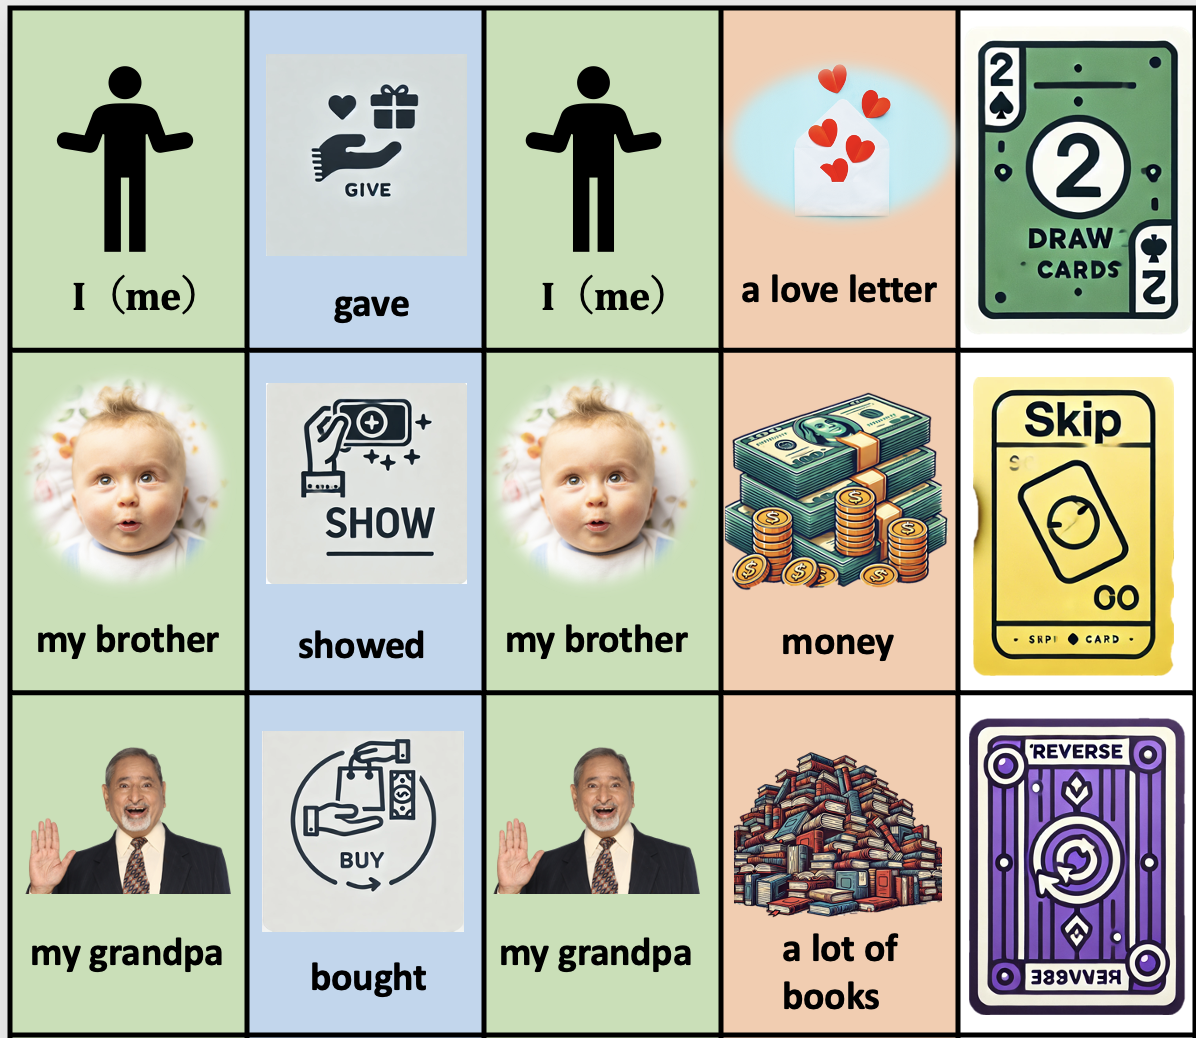 GIVE
I（me）
gave
I（me）
a love letter
2
2
DRAW
CARDS
2
SHOW
my brother
showed
my brother
money
Skip
GO
CARD
BUY
my grandpa
bought
my grandpa
a lot of
books
REVERSE